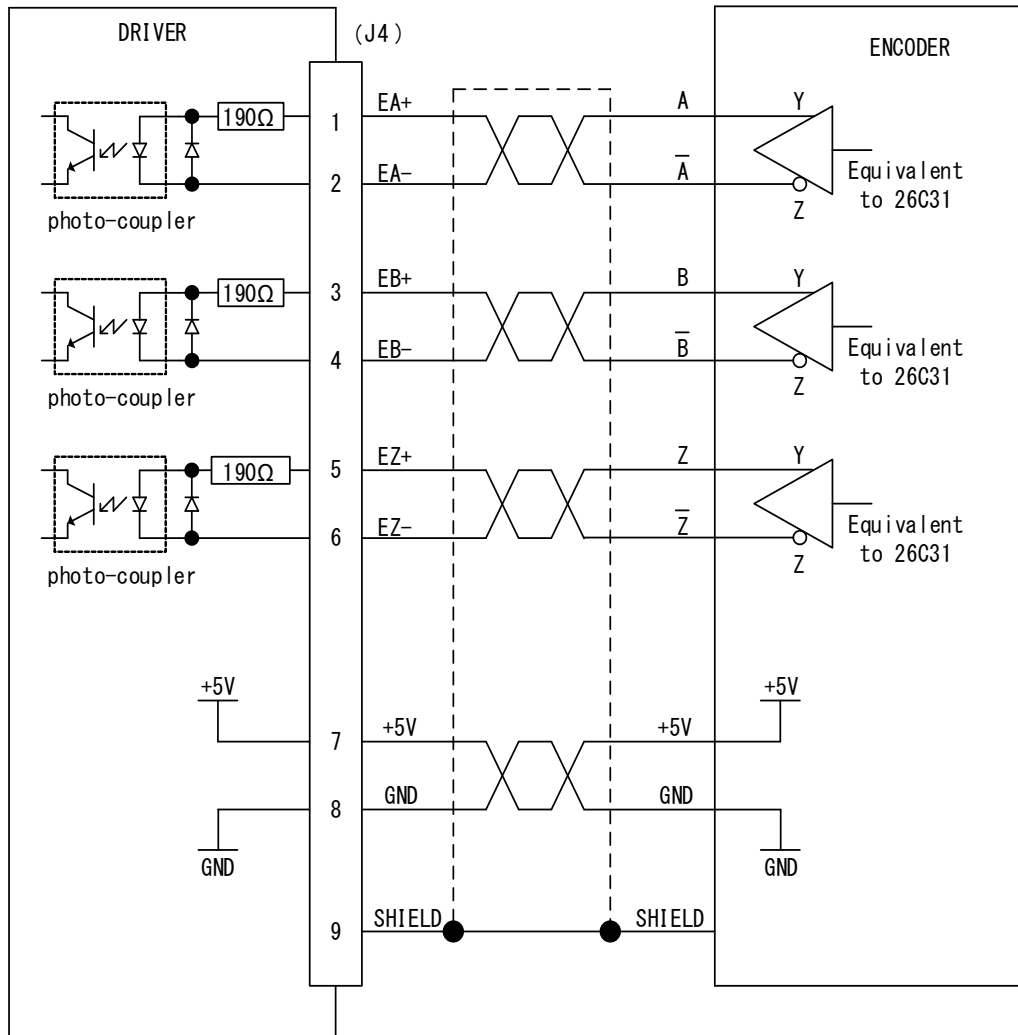 DRIVER
(J4)
ENCODER
190Ω
1
EA+
A
Y
2
EA-
A̅
Z
Equivalent
to 26C31
photo-coupler
190Ω
3
EB+
B
Y
4
EB-
B̅
Z
Equivalent
to 26C31
photo-coupler
190Ω
5
EZ+
Z
Y
6
EZ-
Z̅
Z
Equivalent
to 26C31
photo-coupler
+5V
+5V
7
+5V
+5V
8
GND
GND
GND
GND
9
SHIELD
SHIELD